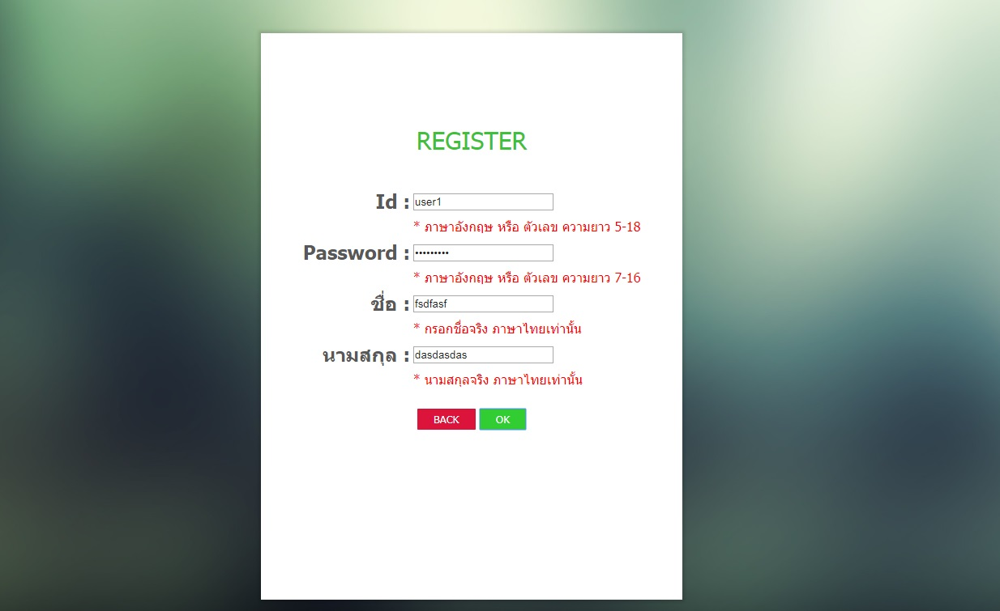 REGISTER
Id : user1
* ภาษาอังกฤษ หรือ ตัวเลข ความยาว 5-18
Password : •••••••••
* ภาษาอังกฤษ หรือ ตัวเลข ความยาว 7-16
ชื่อ : fsdfasf
* กรอกชื่อจริง ภาษาไทยเท่านั้น
นามสกุล : dasdasdas
* นามสกุลจริง ภาษาไทยเท่านั้น
BACK OK